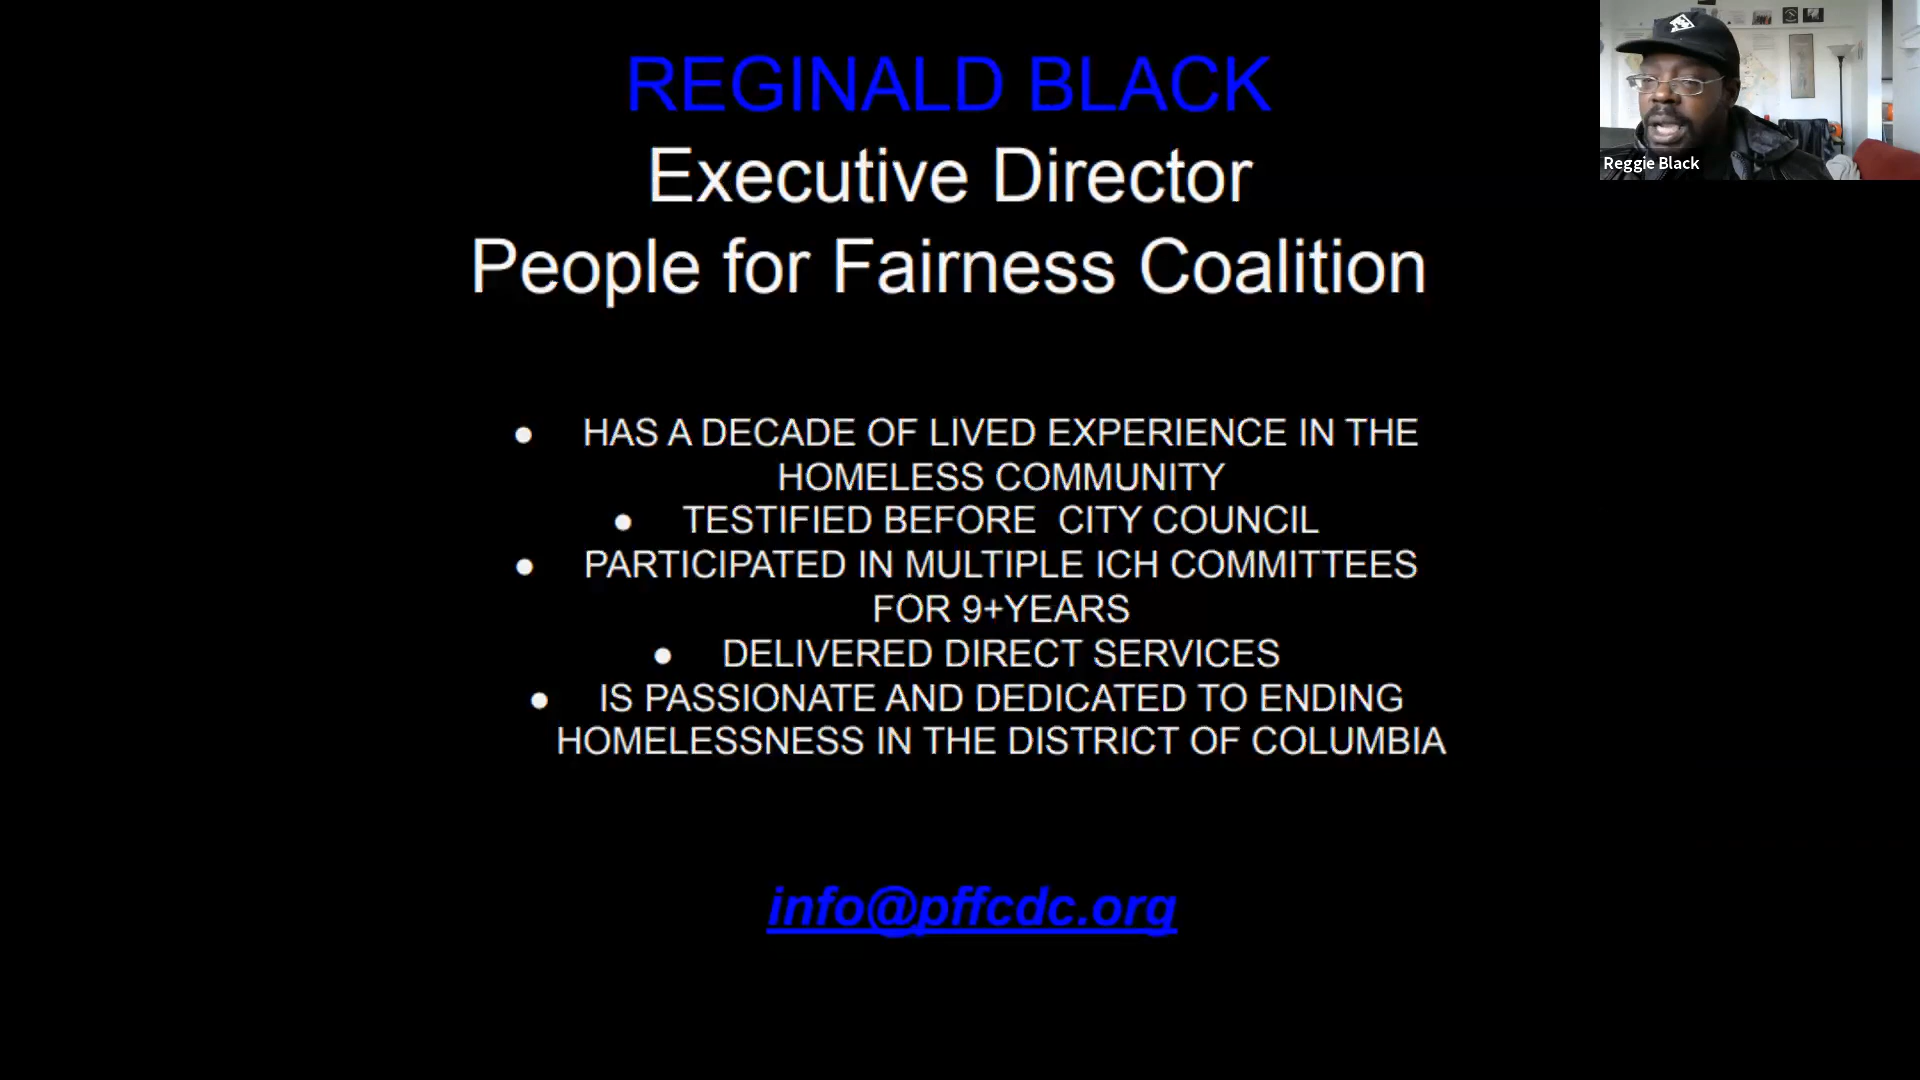 REGINALD BLACK
Executive Director
People for Fairness Coalition
● HAS A DECADE OF LIVED EXPERIENCE IN THE
HOMELESS COMMUNITY
● TESTIFIED BEFORE  CITY COUNCIL
● PARTICIPATED IN MULTIPLE ICH COMMITTEES
FOR 9+YEARS
● DELIVERED DIRECT SERVICES
● IS PASSIONATE AND DEDICATED TO ENDING
HOMELESSNESS IN THE DISTRICT OF COLUMBIA
info@pffcdc.org
Reggie Black